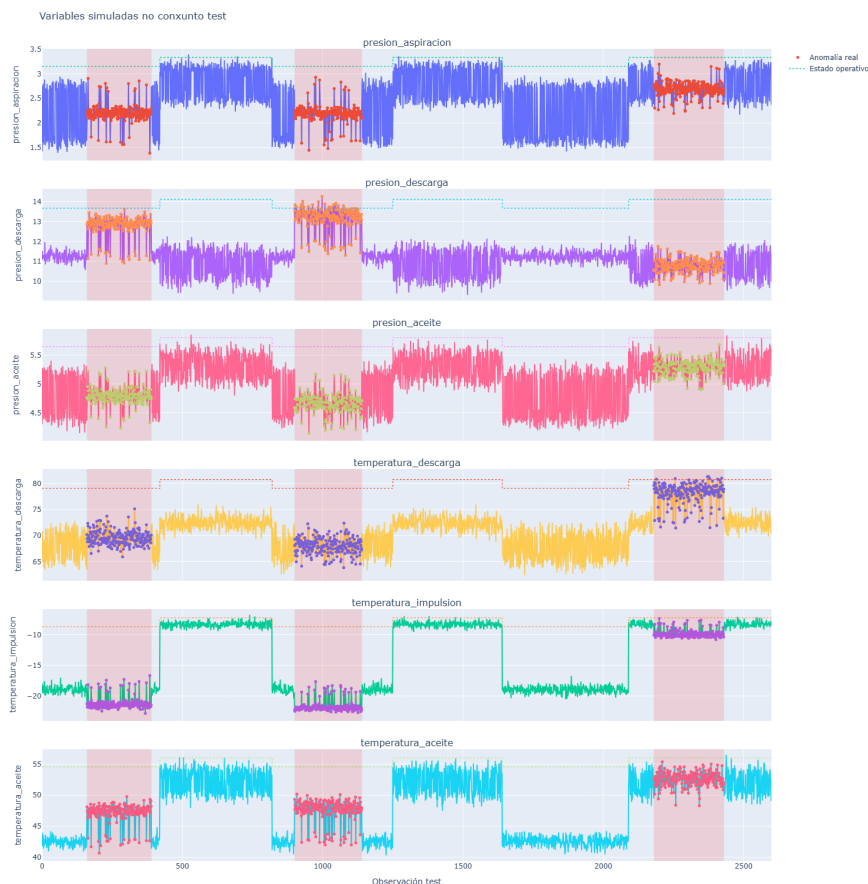 Variables simuladas no conxunto test
presion_aspiracion
Anomalía real
Estado operativo
presion_aspiracion
3.5
3
2.5
2
1.5
presion_descarga
presion_descarga
14
13
12
11
10
presion_aceite
presion_aceite
5.5
5
4.5
temperatura_descarga
temperatura_descarga
80
75
70
65
temperatura_impulsion
temperatura_impulsion
−10
−15
−20
temperatura_aceite
temperatura_aceite
55
50
45
40
0
500
1000
1500
2000
2500
Observación test